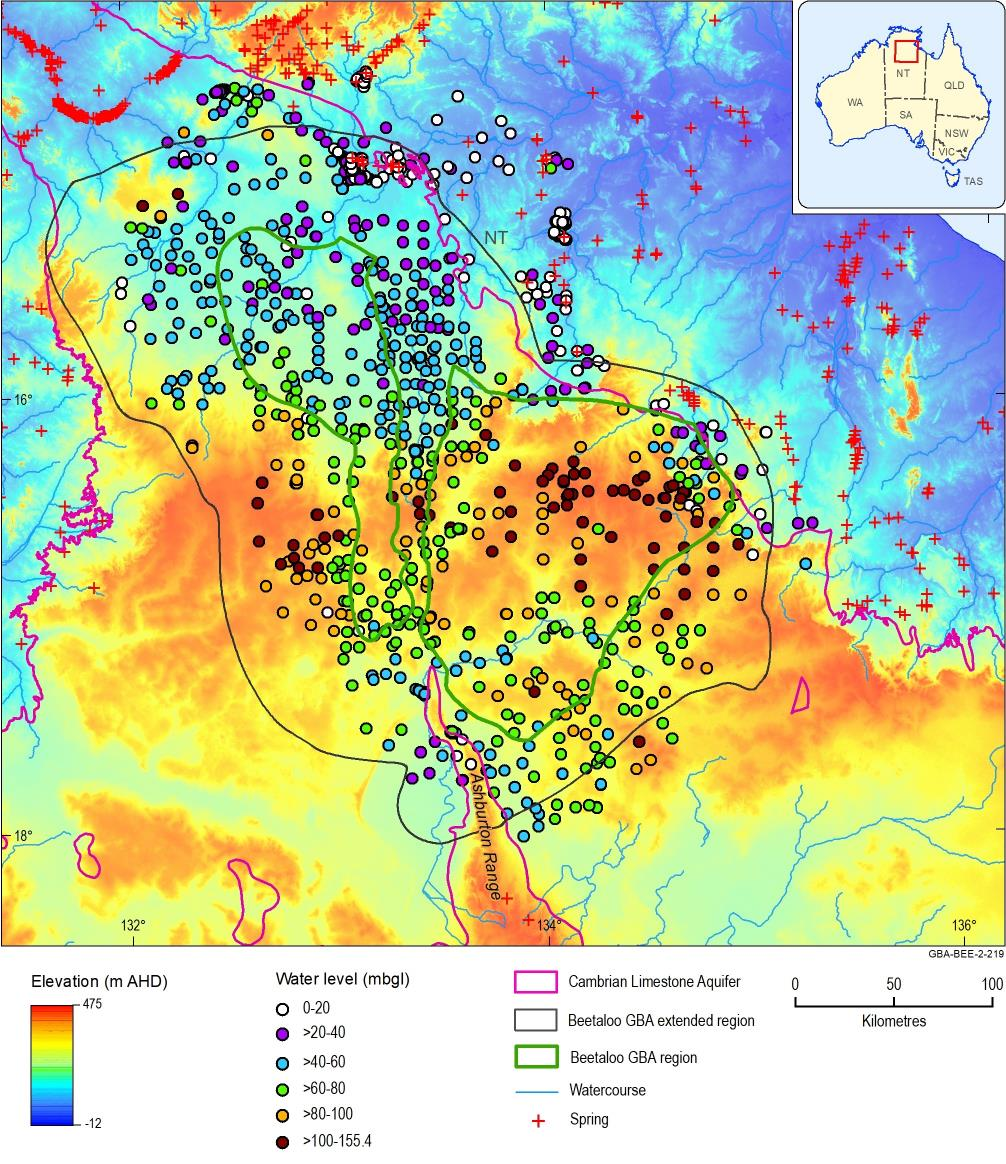 WA
NT
QLD
SA
NSW
VIC
TAS
NT
16°
18°
Ashburton Range
132°
134°
136°
GBA-BEE-2-219
Elevation (m AHD)
475
-12
Water level (mbgl)
0-20
>20-40
>40-60
>60-80
>80-100
>100-155.4
Cambrian Limestone Aquifer
Beetaloo GBA extended region
Beetaloo GBA region
Watercourse
Spring
0 50 100
Kilometres